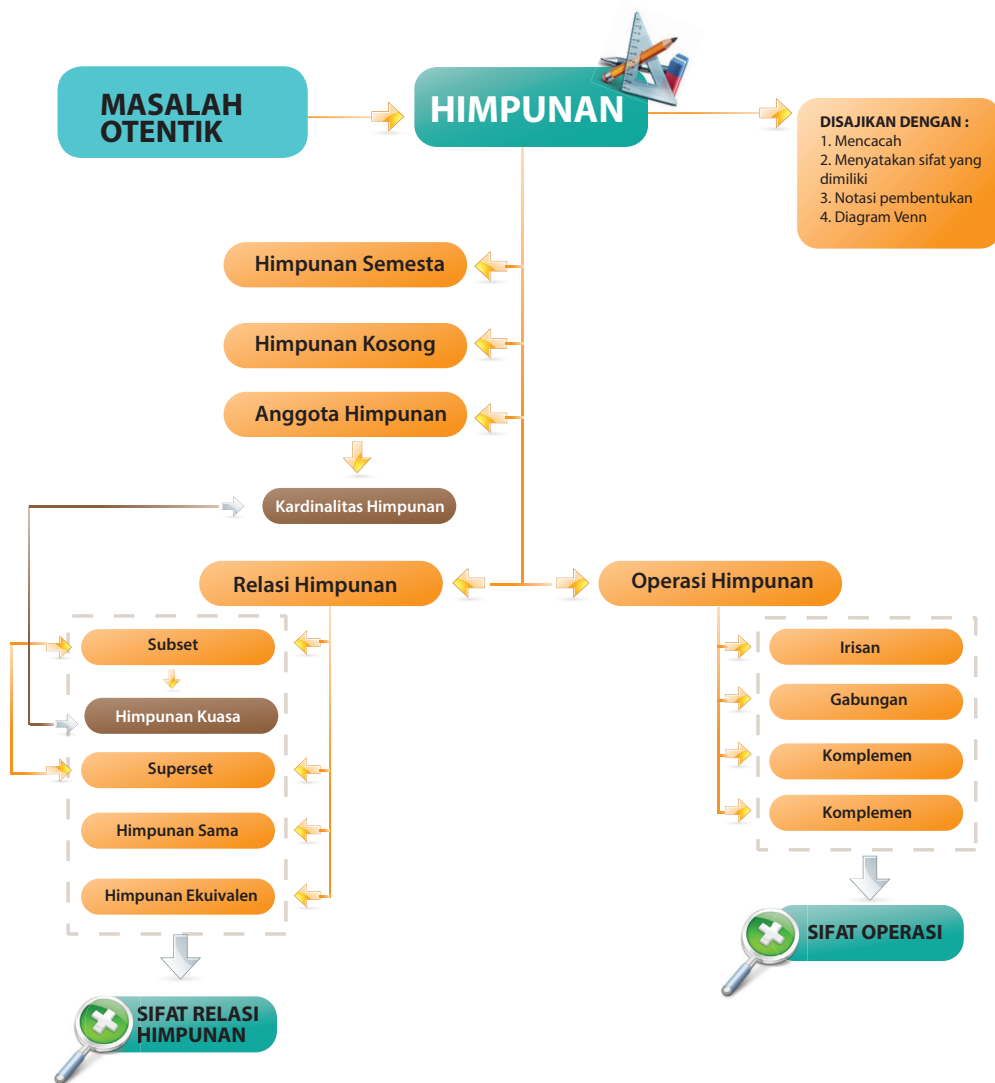 MASALAH
OTENTIK
HIMPUNAN
DISAJIKAN DENGAN :
1. Mencacah
2. Menyatakan sifat yang
dimiliki
3. Notasi pembentukan
4. Diagram Venn
Himpunan Semesta
Himpunan Kosong
Anggota Himpunan
Kardinalitas Himpunan
Relasi Himpunan
Operasi Himpunan
Subset
Himpunan Kuasa
Superset
Himpunan Sama
Himpunan Ekuivalen
Irisan
Gabungan
Komplemen
Komplemen
SIFAT OPERASI
SIFAT RELASI
HIMPUNAN